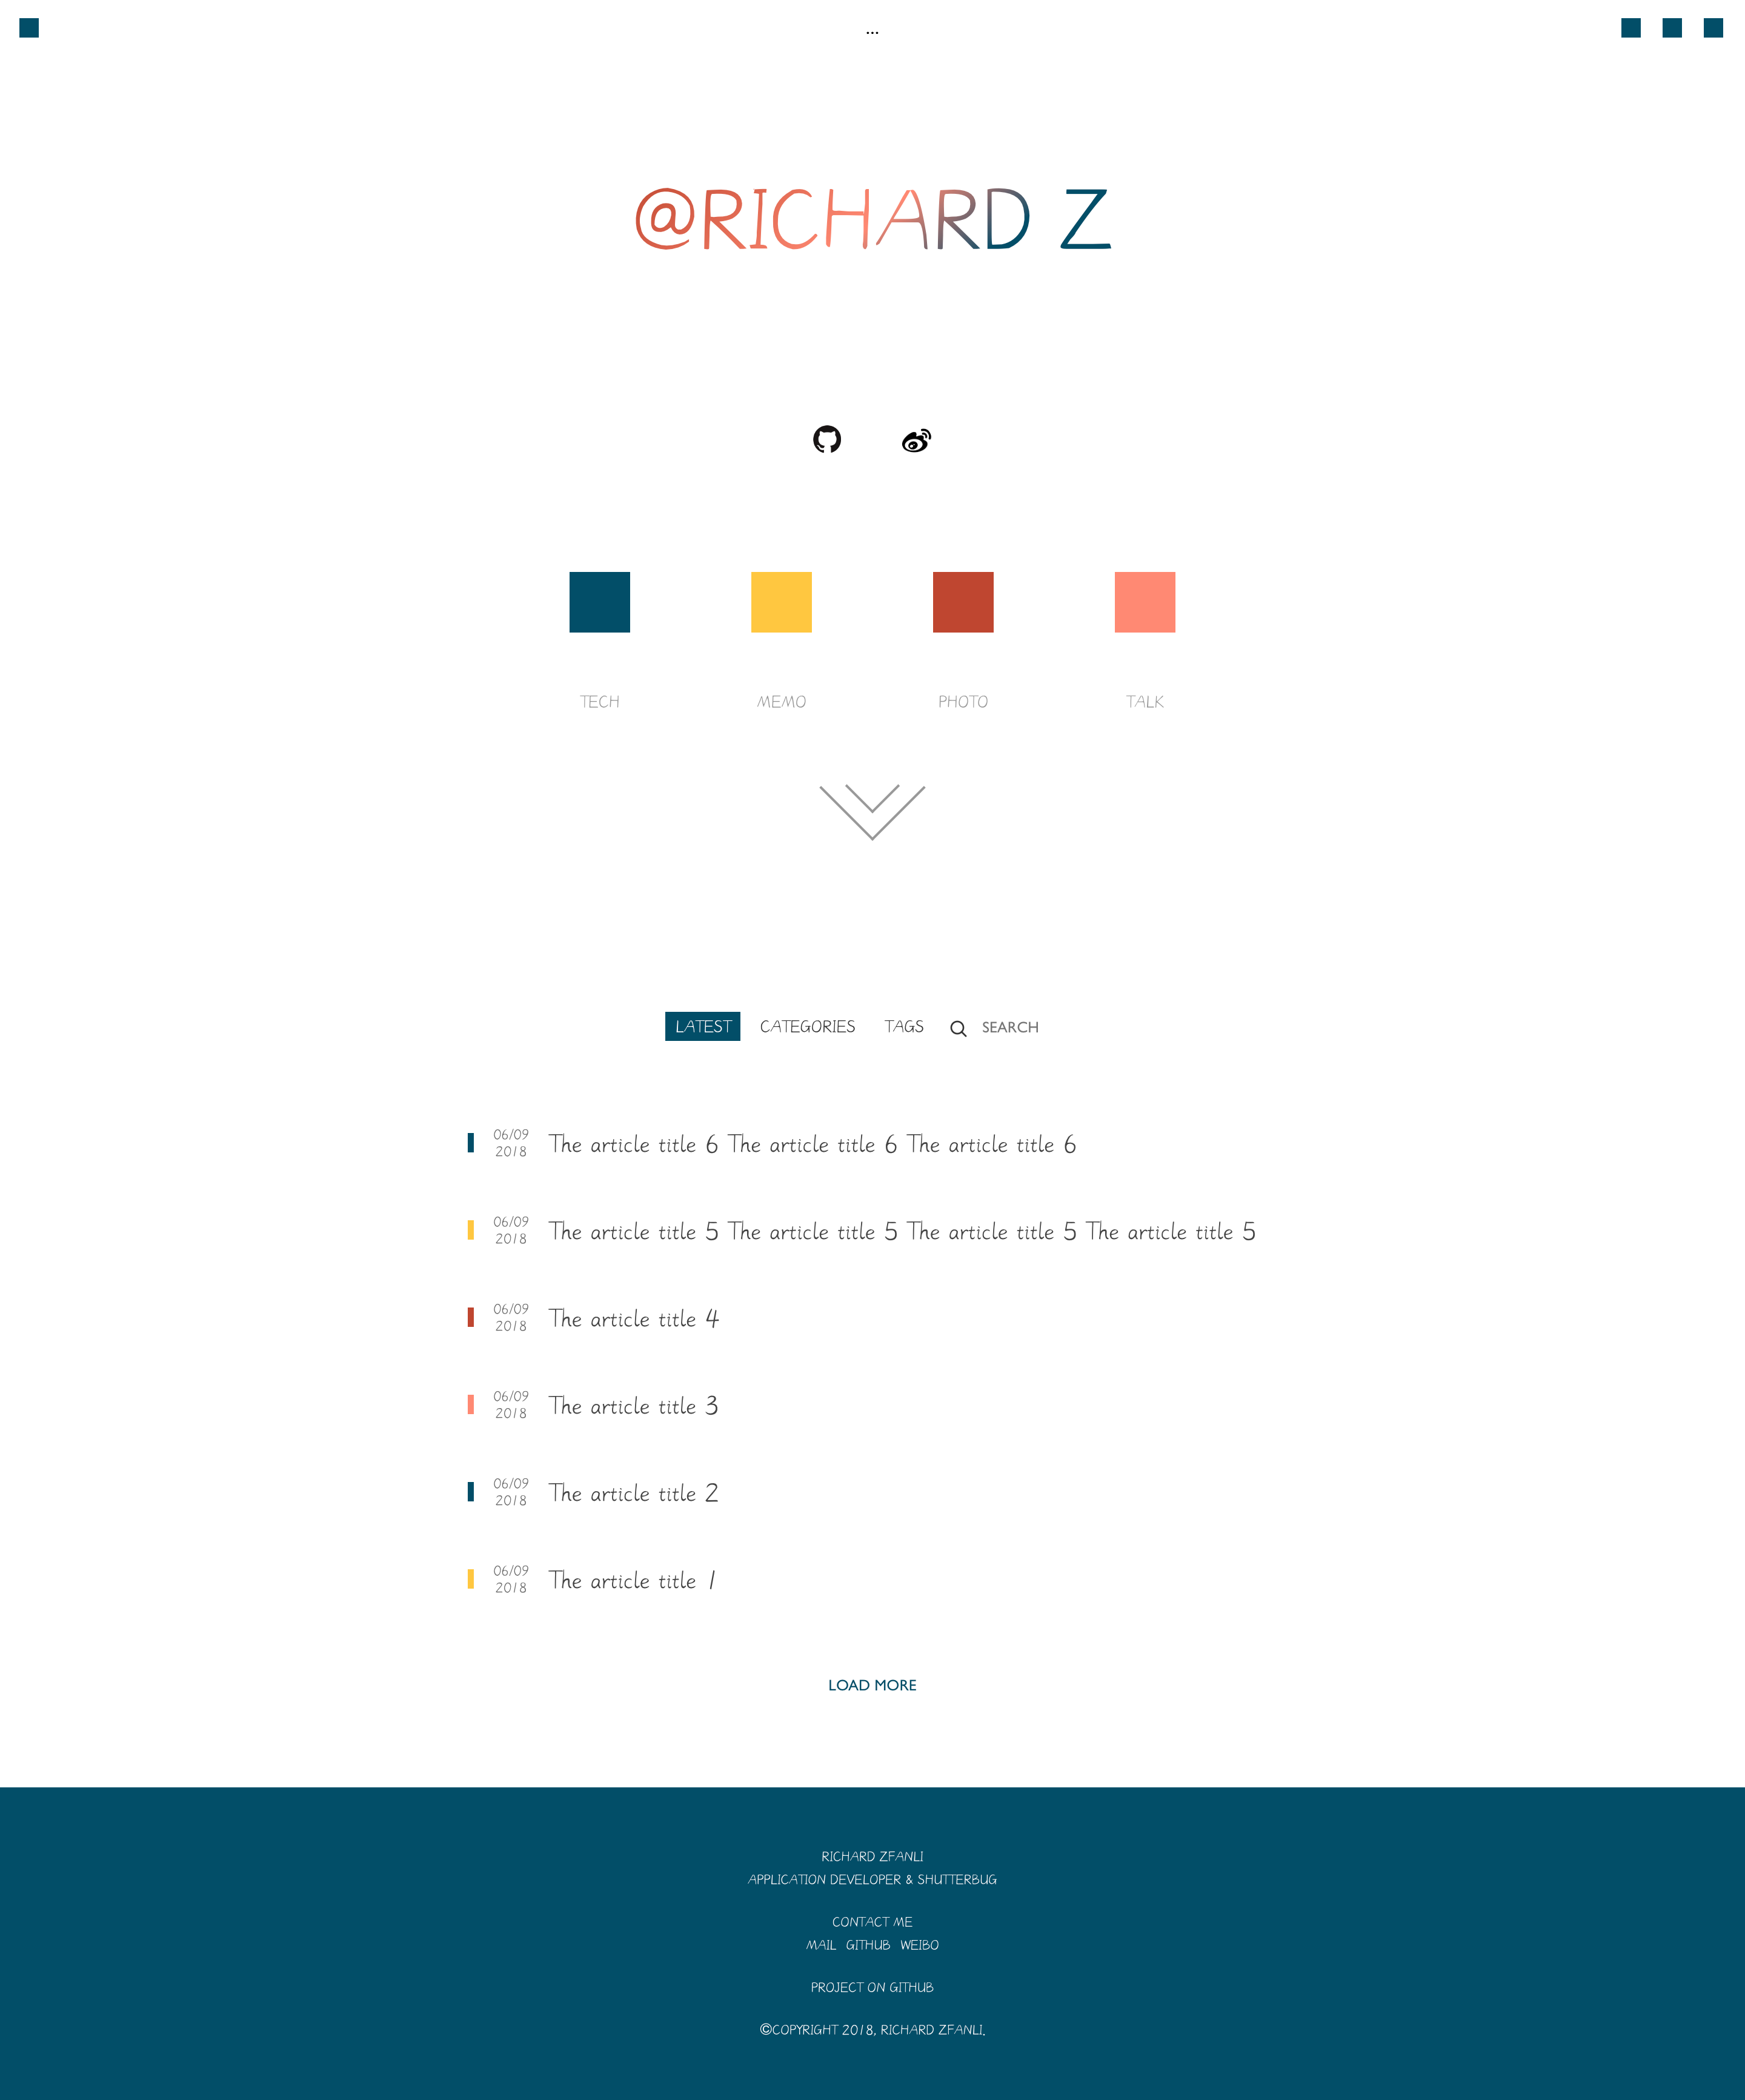 ...
@RICHARD Z
TECH MEMO PHOTO TALK
LATEST CATEGORIES TAGS SEARCH
06/09
2018
The article title 6 The article title 6 The article title 6
06/09
2018
The article title 5 The article title 5 The article title 5 The article title 5
06/09
2018
The article title 4
06/09
2018
The article title 3
06/09
2018
The article title 2
06/09
2018
The article title 1
LOAD MORE
RICHARD ZFANLI
APPLICATION DEVELOPER & SHUTTERBUG
CONTACT ME
MAIL GITHUB WEIBO
PROJECT ON GITHUB
©COPYRIGHT 2018, RICHARD ZFANLI.